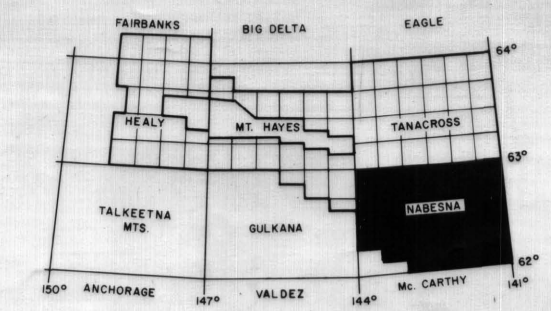 FAIRBANKS
BIG DELTA
EAGLE
64°
HEALY
MT. HAYES
TANACROSS
63°
TALKEETNA
MTS.
GULKANA
NABESNA
62°
150°
ANCHORAGE
147°
VALDEZ
144°
Mc. CARTHY
141°